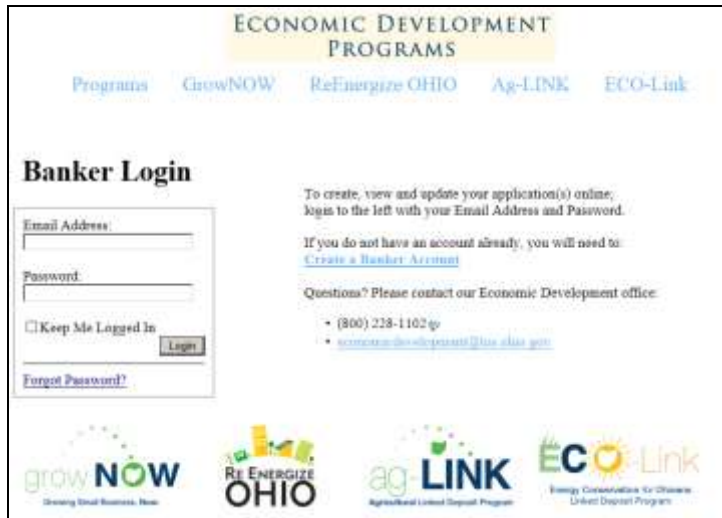 ECONOMIC DEVELOPMENT
PROGRAMS
Programs GrowNOW ReEnergize OHIO Ag-LINK ECO-Link
Banker Login
To create, view and update your application(s) online,
login to the left with your Email Address and Password.
Email Address:
If you do not have an account already, you will need to:
Create a Banker Account
Password:
Questions? Please contact our Economic Development office:
Keep Me Logged In
• (800) 228-1102
Login
Forgot Password?
grow NOW
Growing Small Business, Now.
RE ENERGIZE
OHIO
ag-LINK
Agricultural Linked Deposit Program
ECO-Link
Energy Conservation for Ohioans
Linked Deposit Program